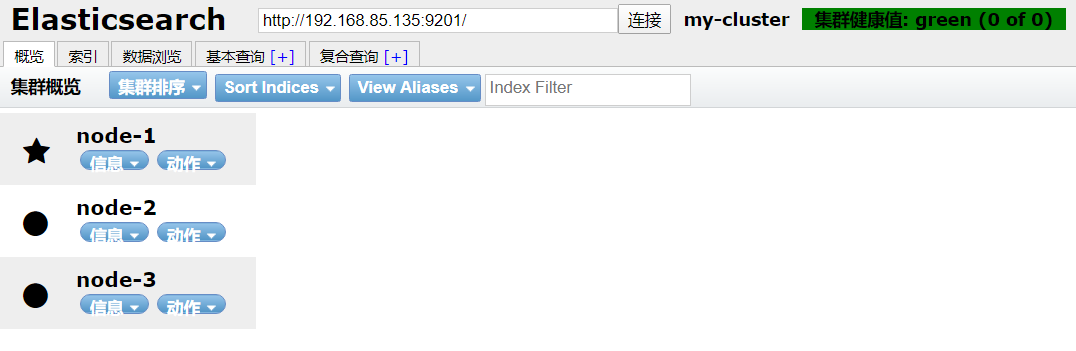 Elasticsearch http://192.168.85.135:9201/ 连接 my-cluster 集群健康值: green (0 of 0)
概览 索引 数据浏览 基本查询 [+] 复合查询 [+]
集群概览 集群排序 Sort Indices View Aliases Index Filter
node-1
信息 动作
node-2
信息 动作
node-3
信息 动作